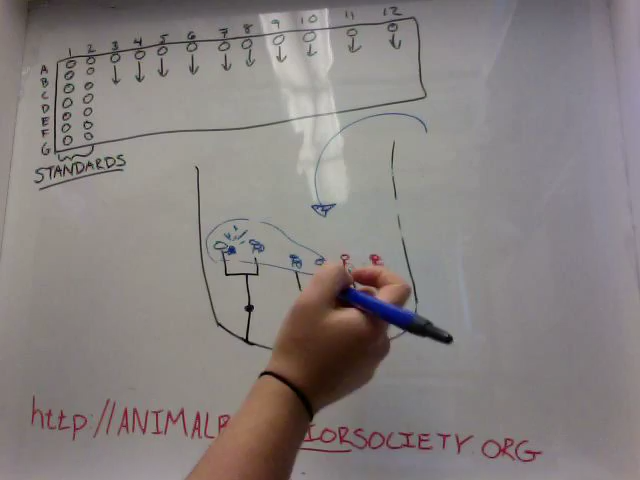 1 2 3 4 5 6 7 8 9 10 11 12
A
B
C
D
E
F
G
STANDARDS
http://ANIMALB IORSOCIETY.ORG